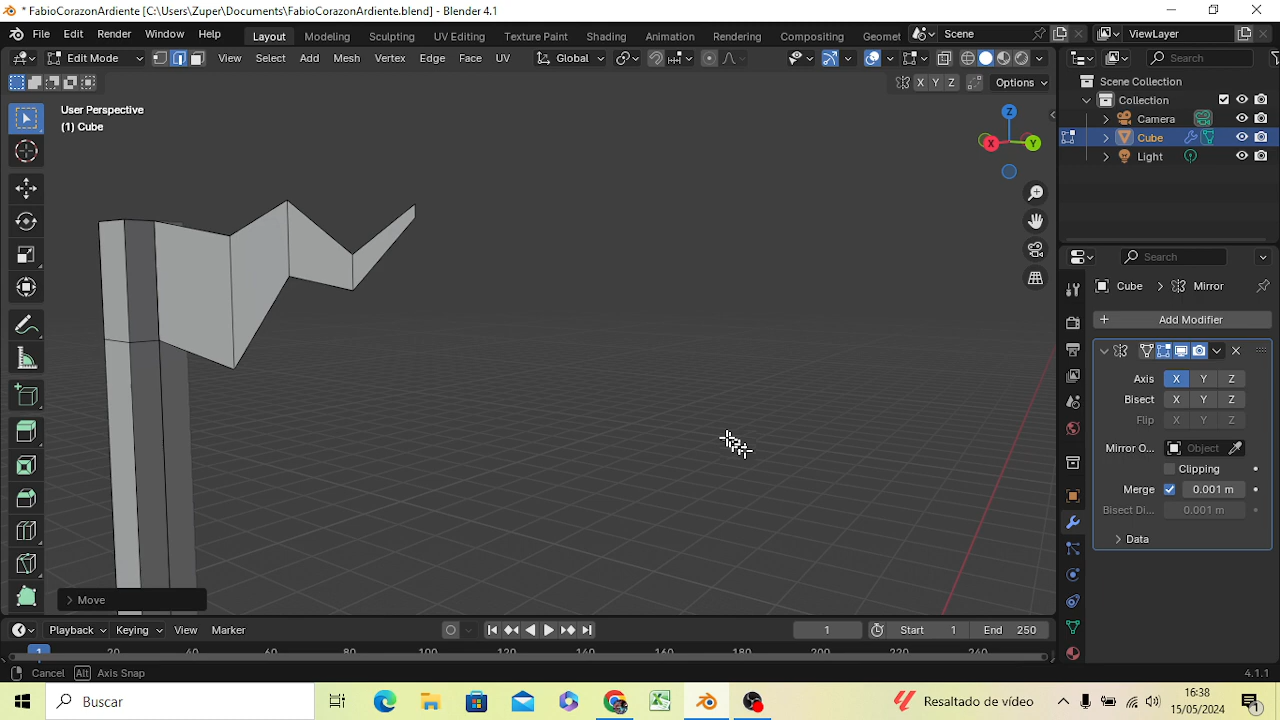 * FabioCorazonArdiente [C:\Users\Zuper\Documents\FabioCorazonArdiente.blend] - Blender 4.1
File Edit Render Window Help Layout Modeling Sculpting UV Editing Texture Paint Shading Animation Rendering Compositing Geomet Scene ViewLayer
Edit Mode View Select Add Mesh Vertex Edge Face UV Global Search
X Y Z Options
Scene Collection
Collection
Camera
Cube
Light
User Perspective
(1) Cube
Z
X Y
Search
Cube Mirror
Add Modifier
Axis X Y Z
Bisect X Y Z
Flip X Y Z
Mirror O... Object
Clipping
Merge 0.001 m
Bisect Di... 0.001 m
Data
Move
Playback Keying View Marker 1 Start 1 End 250
1 20 40 60 80 100 120 140 160 180 200 220 240
Cancel Alt Axis Snap 4.1.1
Buscar Resaltado de vídeo 16:38
15/05/2024 1